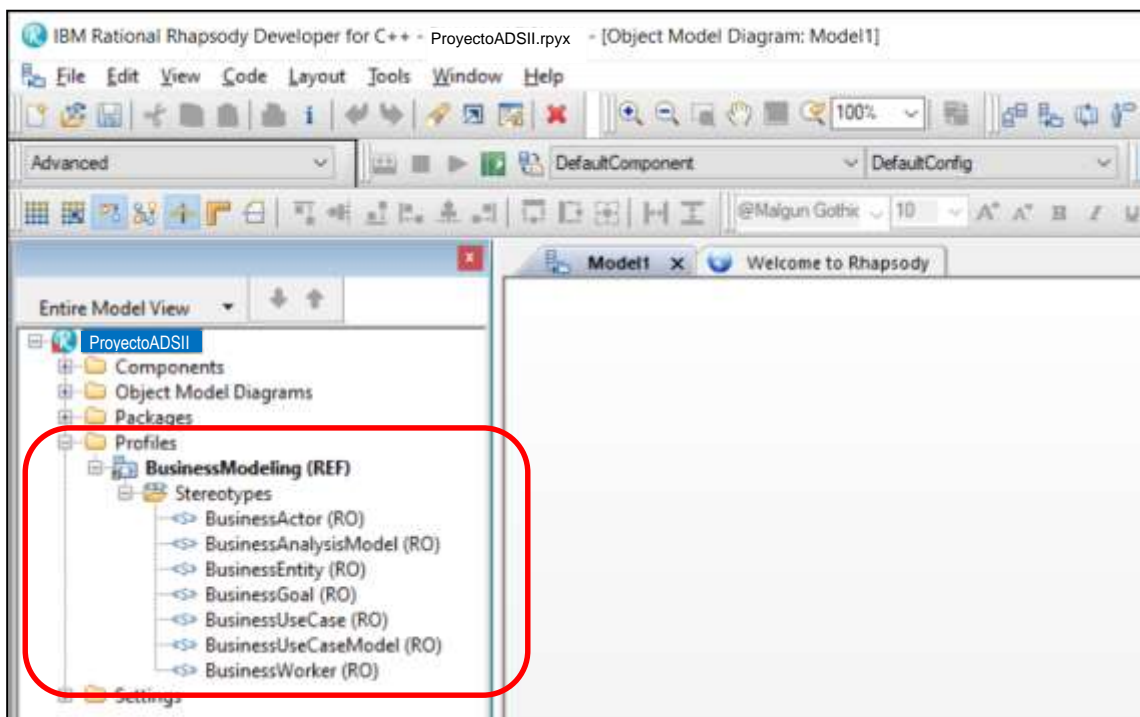 IBM Rational Rhapsody Developer for C++ - ProyectoADSII.rpyx - [Object Model Diagram: Model1]
File Edit View Code Layout Tools Window Help
100%
Advanced DefaultComponent DefaultConfig
@Malgun Gothic 10 A+ A- B I U
Model1 x Welcome to Rhapsody
Entire Model View
ProyectoADSII
Components
Object Model Diagrams
Packages
Profiles
BusinessModeling (REF)
Stereotypes
BusinessActor (RO)
BusinessAnalysisModel (RO)
BusinessEntity (RO)
BusinessGoal (RO)
BusinessUseCase (RO)
BusinessUseCaseModel (RO)
BusinessWorker (RO)
Settings